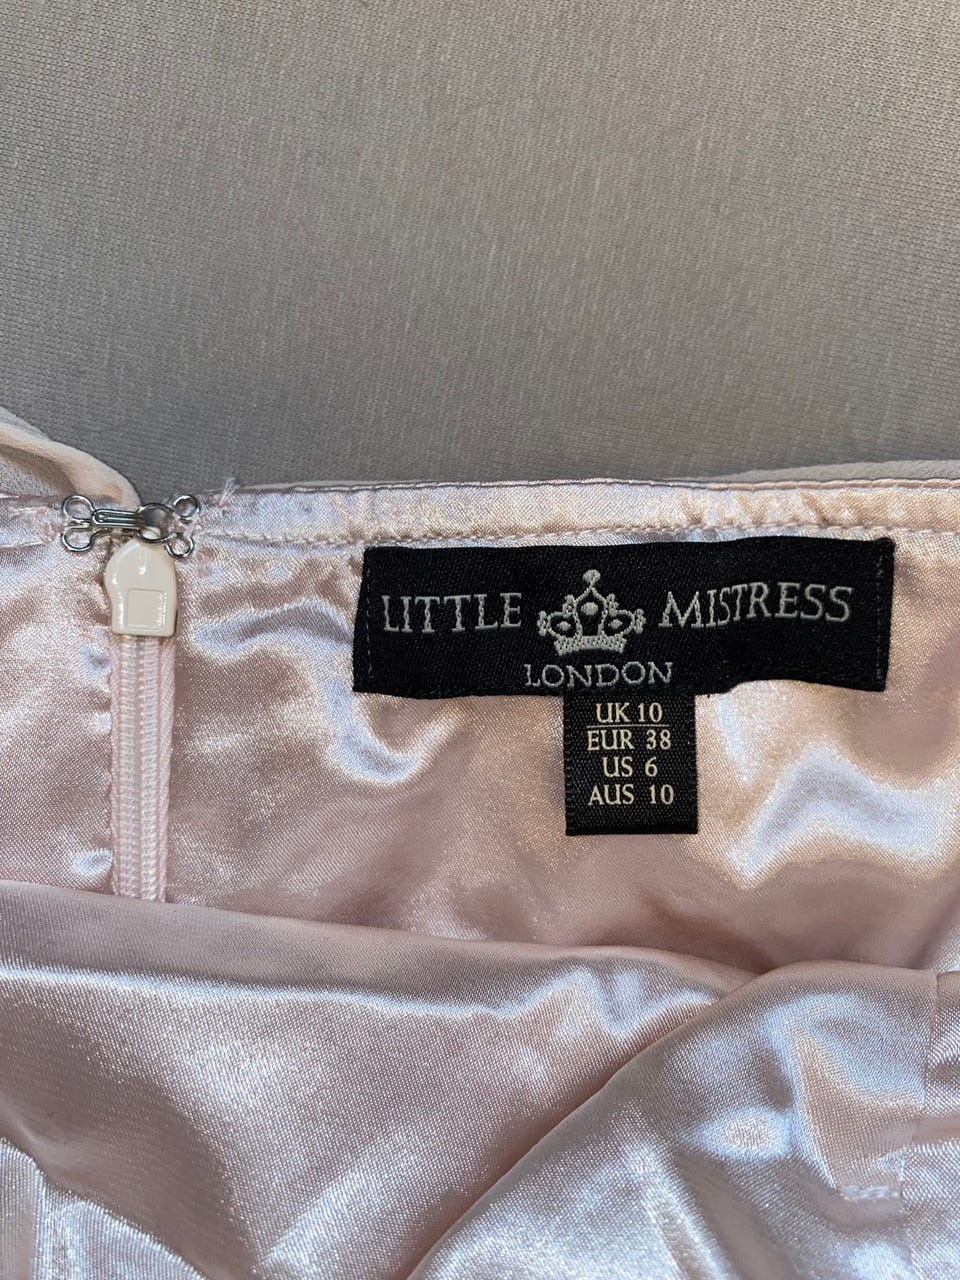 LITTLE MISTRESS
LONDON
UK 10
EUR 38
US 6
AUS 10